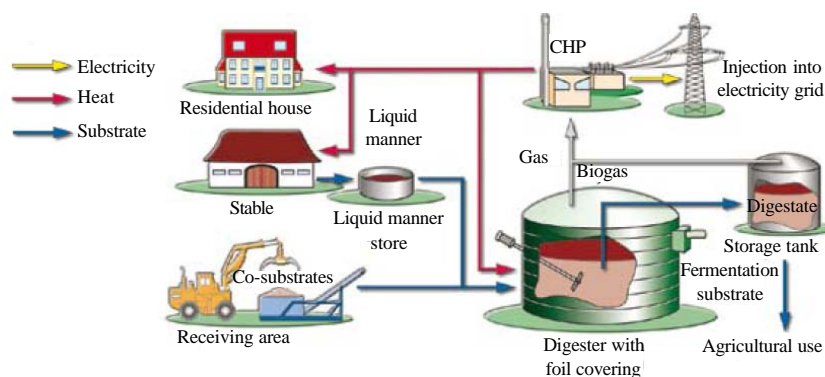 Electricity
Heat
Substrate
Residential house
Liquid
manner
Stable
Liquid manner
store
Co-substrates
Receiving area
CHP
Injection into
electricity grid
Gas
Biogas
Digestate
Storage tank
Fermentation
substrate
Digester with
foil covering
Agricultural use